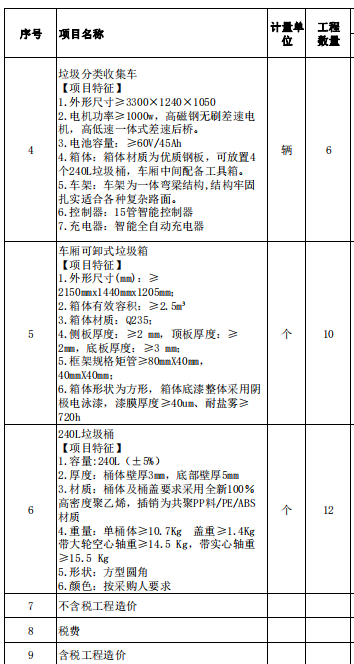 序号 项目名称 计量单位 工程数量
垃圾分类收集车
【项目特征】
1.外形尺寸≥3300×1240×1050
2.电机功率≥1000w，高磁钢无刷差速电
机，高低速一体式差速后桥。
3.电池容量：≥60V/45Ah
4.箱体：箱体材质为优质钢板，可放置4
个240L垃圾桶，车厢中间配备工具箱。
5.车架：车架为一体弯梁结构,结构牢固
扎实适合各种复杂路面。
6.控制器：15管智能控制器
7.充电器：智能全自动充电器
4 辆 6
车厢可卸式垃圾箱
【项目特征】
1.外形尺寸(mm)：≥
2150mmx1440mmx1205mm；
2.箱体有效容积：≥2.5m³
3.箱体材质：Q235；
4.侧板厚度：≥2 mm，顶板厚度：≥
2mm，底板厚度：≥3 mm；
5.框架规格矩管≥80mmX40mm，
40mmX40mm；
6.箱体形状为方形，箱体底漆整体采用阴
极电泳漆，漆膜厚度≥40um、耐盐雾≥
720h
5 个 10
240L垃圾桶
【项目特征】
1.容量:240L（±5%）
2.厚度：桶体壁厚3mm，底部壁厚5mm
3.材质：桶体及桶盖要求采用全新100%
高密度聚乙烯，插销为共聚PP料/PE/ABS
材质
4.重量：单桶体≥10.7Kg 盖重≥1.4Kg
带大轮空心轴重≥14.5 Kg，带实心轴重
≥15.5 Kg
5.形状：方型圆角
6.颜色：按采购人要求
6 个 12
7 不含税工程造价
8 税费
9 含税工程造价